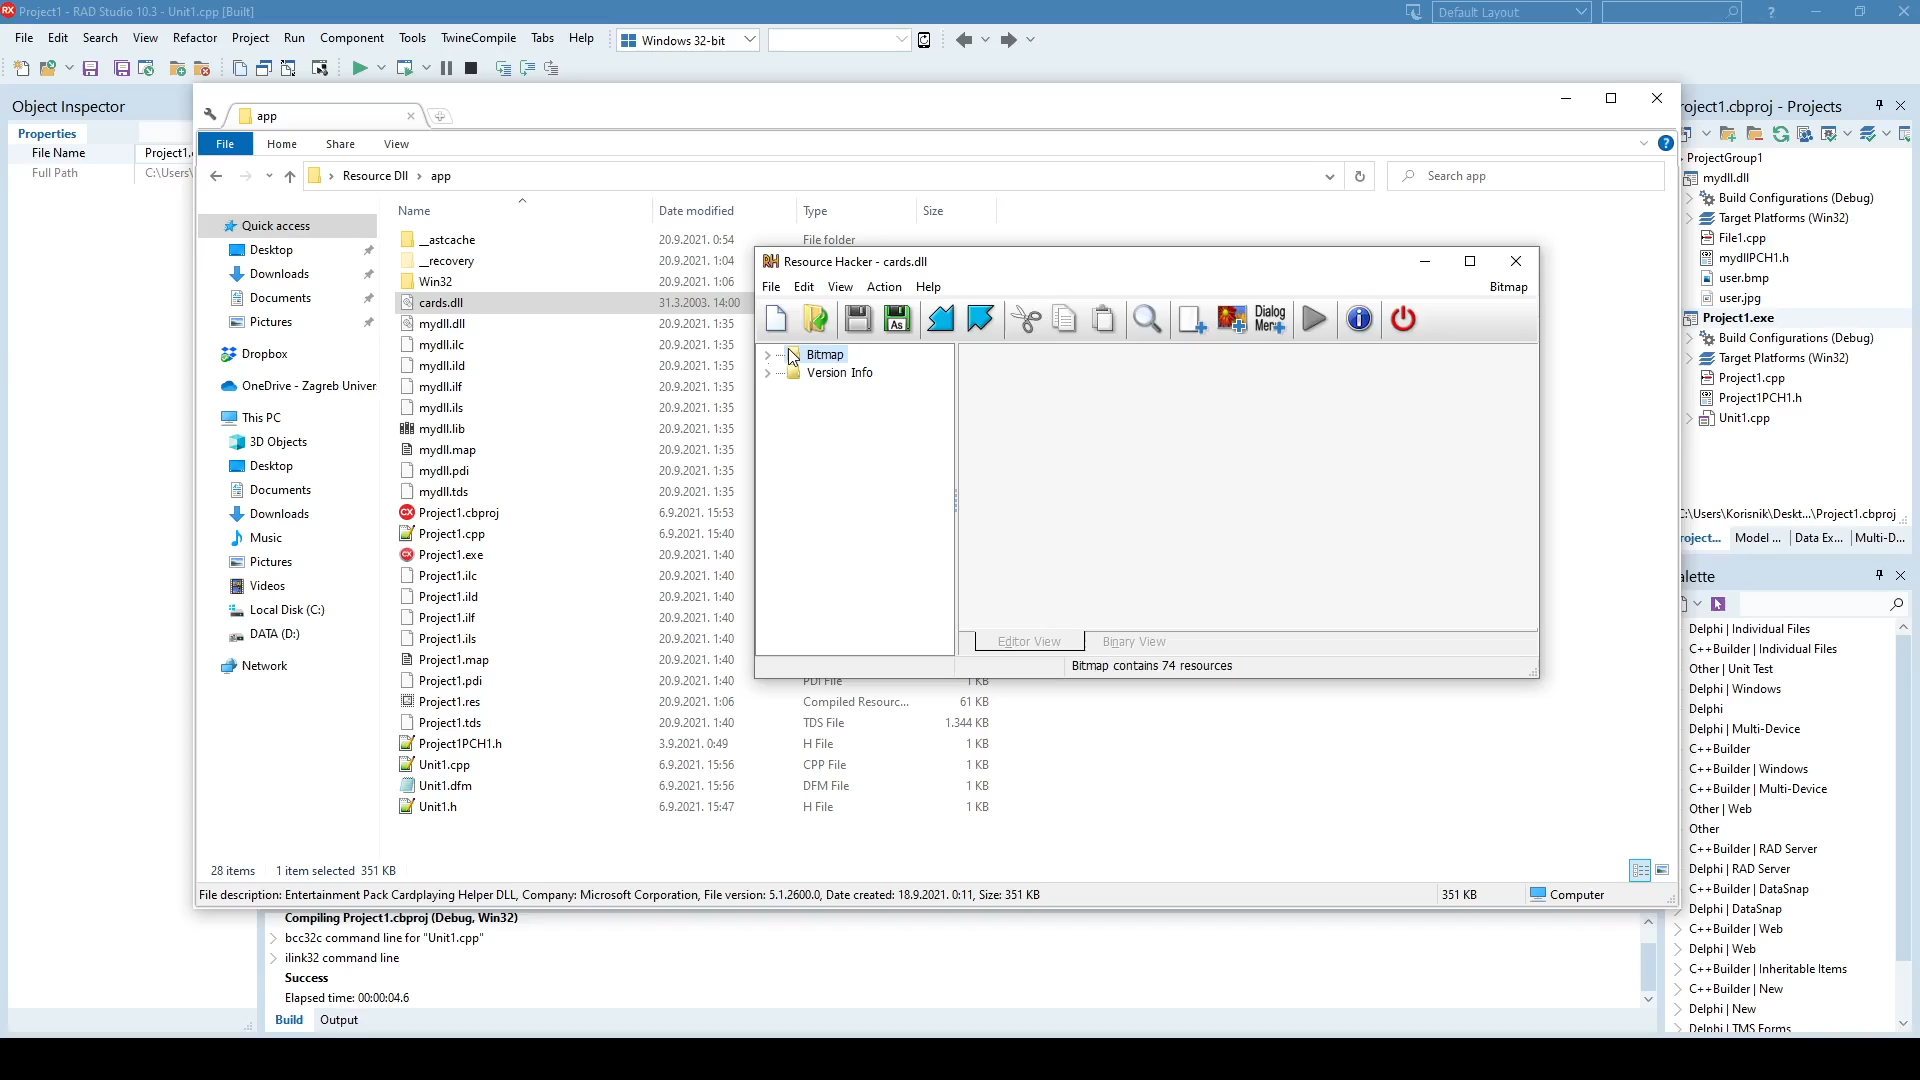 Project1 - RAD Studio 10.3 - Unit1.cpp [Built]
Default Layout
File Edit Search View Refactor Project Run Component Tools TwineCompile Tabs Help
Windows 32-bit
Object Inspector
Properties
File Name Project1.
Full Path C:\Users\
app
File Home Share View
Resource Dll › app
Search app
Name Date modified Type Size
Quick access
Desktop
Downloads
Documents
Pictures
Dropbox
OneDrive - Zagreb Univer
This PC
3D Objects
Desktop
Documents
Downloads
Music
Pictures
Videos
Local Disk (C:)
DATA (D:)
Network
__astcache 20.9.2021. 0:54 File folder
__recovery 20.9.2021. 1:04
Win32 20.9.2021. 1:06
cards.dll 31.3.2003. 14:00
mydll.dll 20.9.2021. 1:35
mydll.ilc 20.9.2021. 1:35
mydll.ild 20.9.2021. 1:35
mydll.ilf 20.9.2021. 1:35
mydll.ils 20.9.2021. 1:35
mydll.lib 20.9.2021. 1:35
mydll.map 20.9.2021. 1:35
mydll.pdi 20.9.2021. 1:35
mydll.tds 20.9.2021. 1:35
Project1.cbproj 6.9.2021. 15:53
Project1.cpp 6.9.2021. 15:40
Project1.exe 20.9.2021. 1:40
Project1.ilc 20.9.2021. 1:40
Project1.ild 20.9.2021. 1:40
Project1.ilf 20.9.2021. 1:40
Project1.ils 20.9.2021. 1:40
Project1.map 20.9.2021. 1:40
Project1.pdi 20.9.2021. 1:40 PDI File 1 KB
Project1.res 20.9.2021. 1:06 Compiled Resourc... 61 KB
Project1.tds 20.9.2021. 1:40 TDS File 1.344 KB
Project1PCH1.h 3.9.2021. 0:49 H File 1 KB
Unit1.cpp 6.9.2021. 15:56 CPP File 1 KB
Unit1.dfm 6.9.2021. 15:56 DFM File 1 KB
Unit1.h 6.9.2021. 15:47 H File 1 KB
28 items 1 item selected 351 KB
File description: Entertainment Pack Cardplaying Helper DLL, Company: Microsoft Corporation, File version: 5.1.2600.0, Date created: 18.9.2021. 0:11, Size: 351 KB
351 KB
Computer
Resource Hacker - cards.dll
File Edit View Action Help
Bitmap
As
Dialog
Menu
Bitmap
Version Info
Editor View Binary View
Bitmap contains 74 resources
Compiling Project1.cbproj (Debug, Win32)
bcc32c command line for "Unit1.cpp"
ilink32 command line
Success
Elapsed time: 00:00:04.6
Build Output
roject1.cbproj - Projects
ProjectGroup1
mydll.dll
Build Configurations (Debug)
Target Platforms (Win32)
File1.cpp
mydllPCH1.h
user.bmp
user.jpg
Project1.exe
Build Configurations (Debug)
Target Platforms (Win32)
Project1.cpp
Project1PCH1.h
Unit1.cpp
C:\Users\Korisnik\Deskt...\Project1.cbproj
roject... Model ... Data Ex... Multi-D...
alette
Delphi | Individual Files
C++Builder | Individual Files
Other | Unit Test
Delphi | Windows
Delphi
Delphi | Multi-Device
C++Builder
C++Builder | Windows
C++Builder | Multi-Device
Other | Web
Other
C++Builder | RAD Server
Delphi | RAD Server
C++Builder | DataSnap
Delphi | DataSnap
C++Builder | Web
Delphi | Web
C++Builder | Inheritable Items
C++Builder | New
Delphi | New
Delphi | TMS Forms